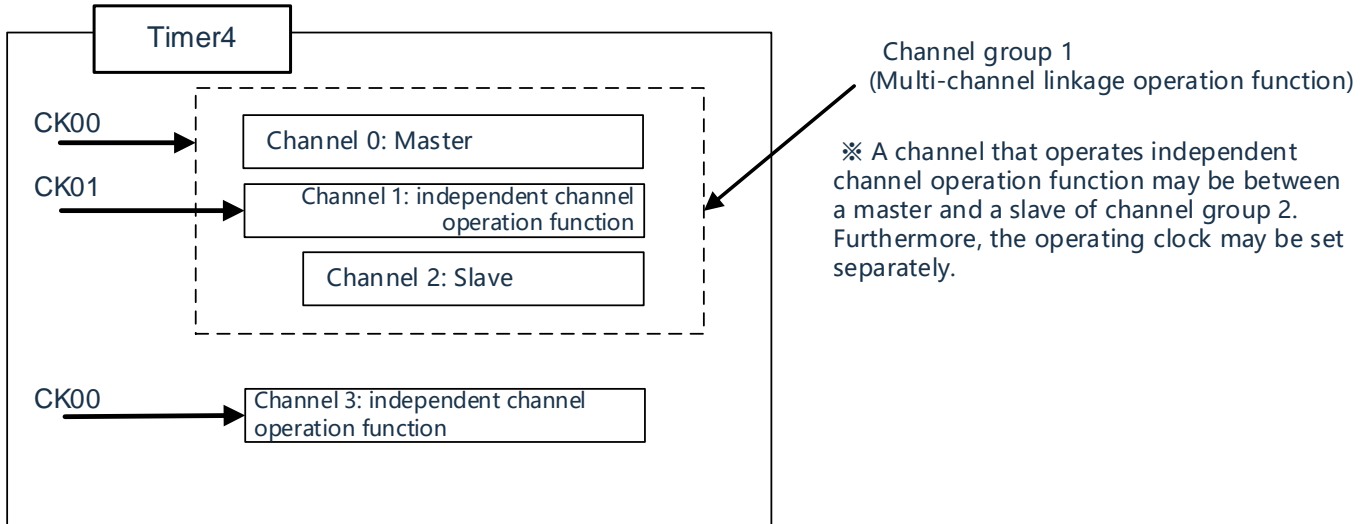 Timer4
CK00
Channel 0: Master
CK01
Channel 1: independent channel
operation function
Channel 2: Slave
CK00
Channel 3: independent channel
operation function
Channel group 1
(Multi-channel linkage operation function)
※ A channel that operates independent
channel operation function may be between
a master and a slave of channel group 2.
Furthermore, the operating clock may be set
separately.